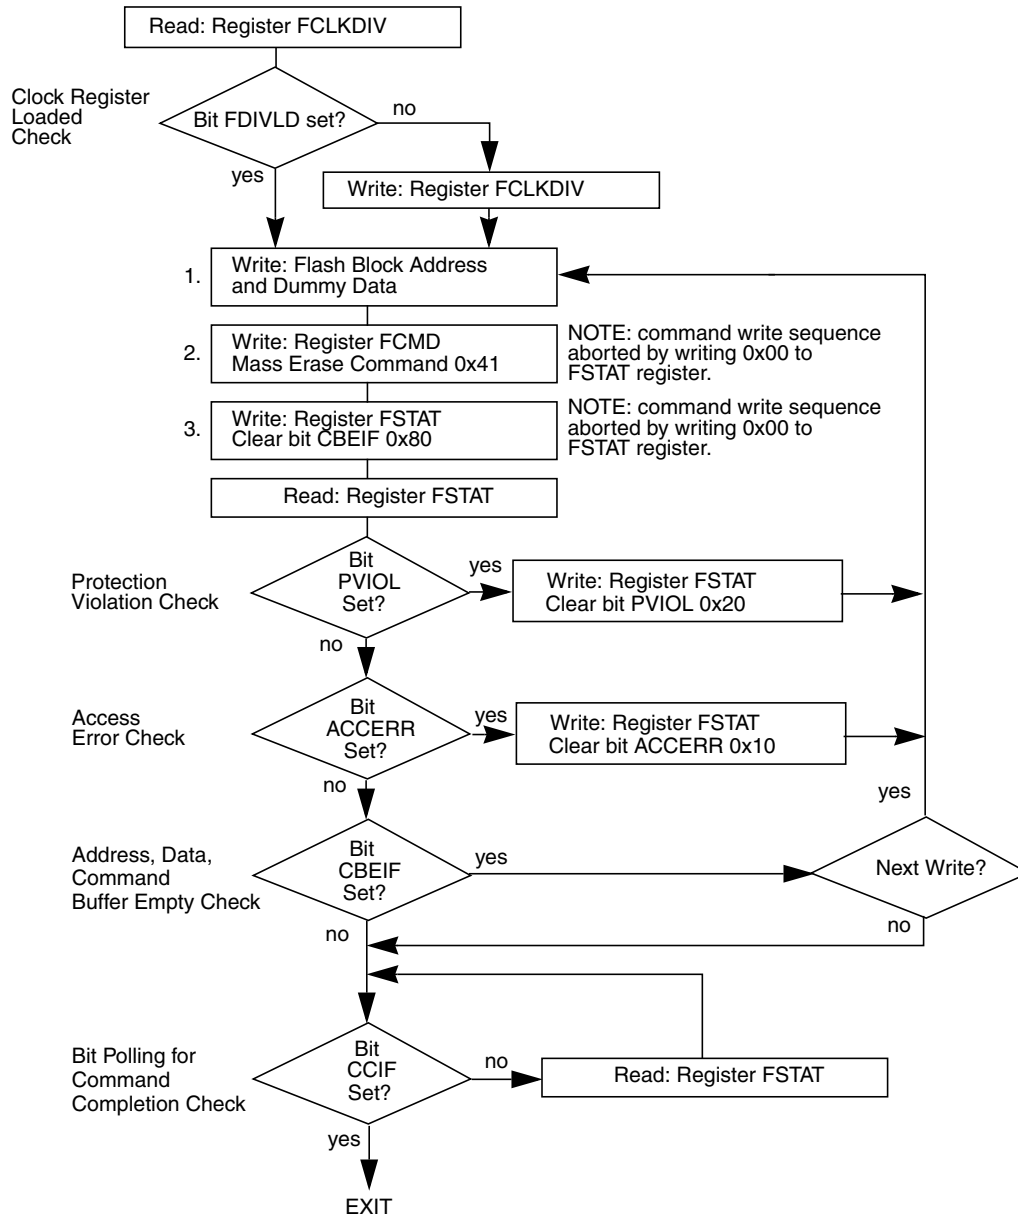 Read: Register FCLKDIV
Clock Register
Loaded
Check
Bit FDIVLD set?
no
yes
Write: Register FCLKDIV
1.
Write: Flash Block Address
and Dummy Data
2.
Write: Register FCMD
Mass Erase Command 0x41
NOTE: command write sequence
aborted by writing 0x00 to
FSTAT register.
3.
Write: Register FSTAT
Clear bit CBEIF 0x80
NOTE: command write sequence
aborted by writing 0x00 to
FSTAT register.
Read: Register FSTAT
Protection
Violation Check
Bit
PVIOL
Set?
yes
Write: Register FSTAT
Clear bit PVIOL 0x20
no
Access
Error Check
Bit
ACCERR
Set?
yes
Write: Register FSTAT
Clear bit ACCERR 0x10
no
yes
Address, Data,
Command
Buffer Empty Check
Bit
CBEIF
Set?
yes
Next Write?
no
no
Bit Polling for
Command
Completion Check
Bit
CCIF
Set?
no
Read: Register FSTAT
yes
EXIT